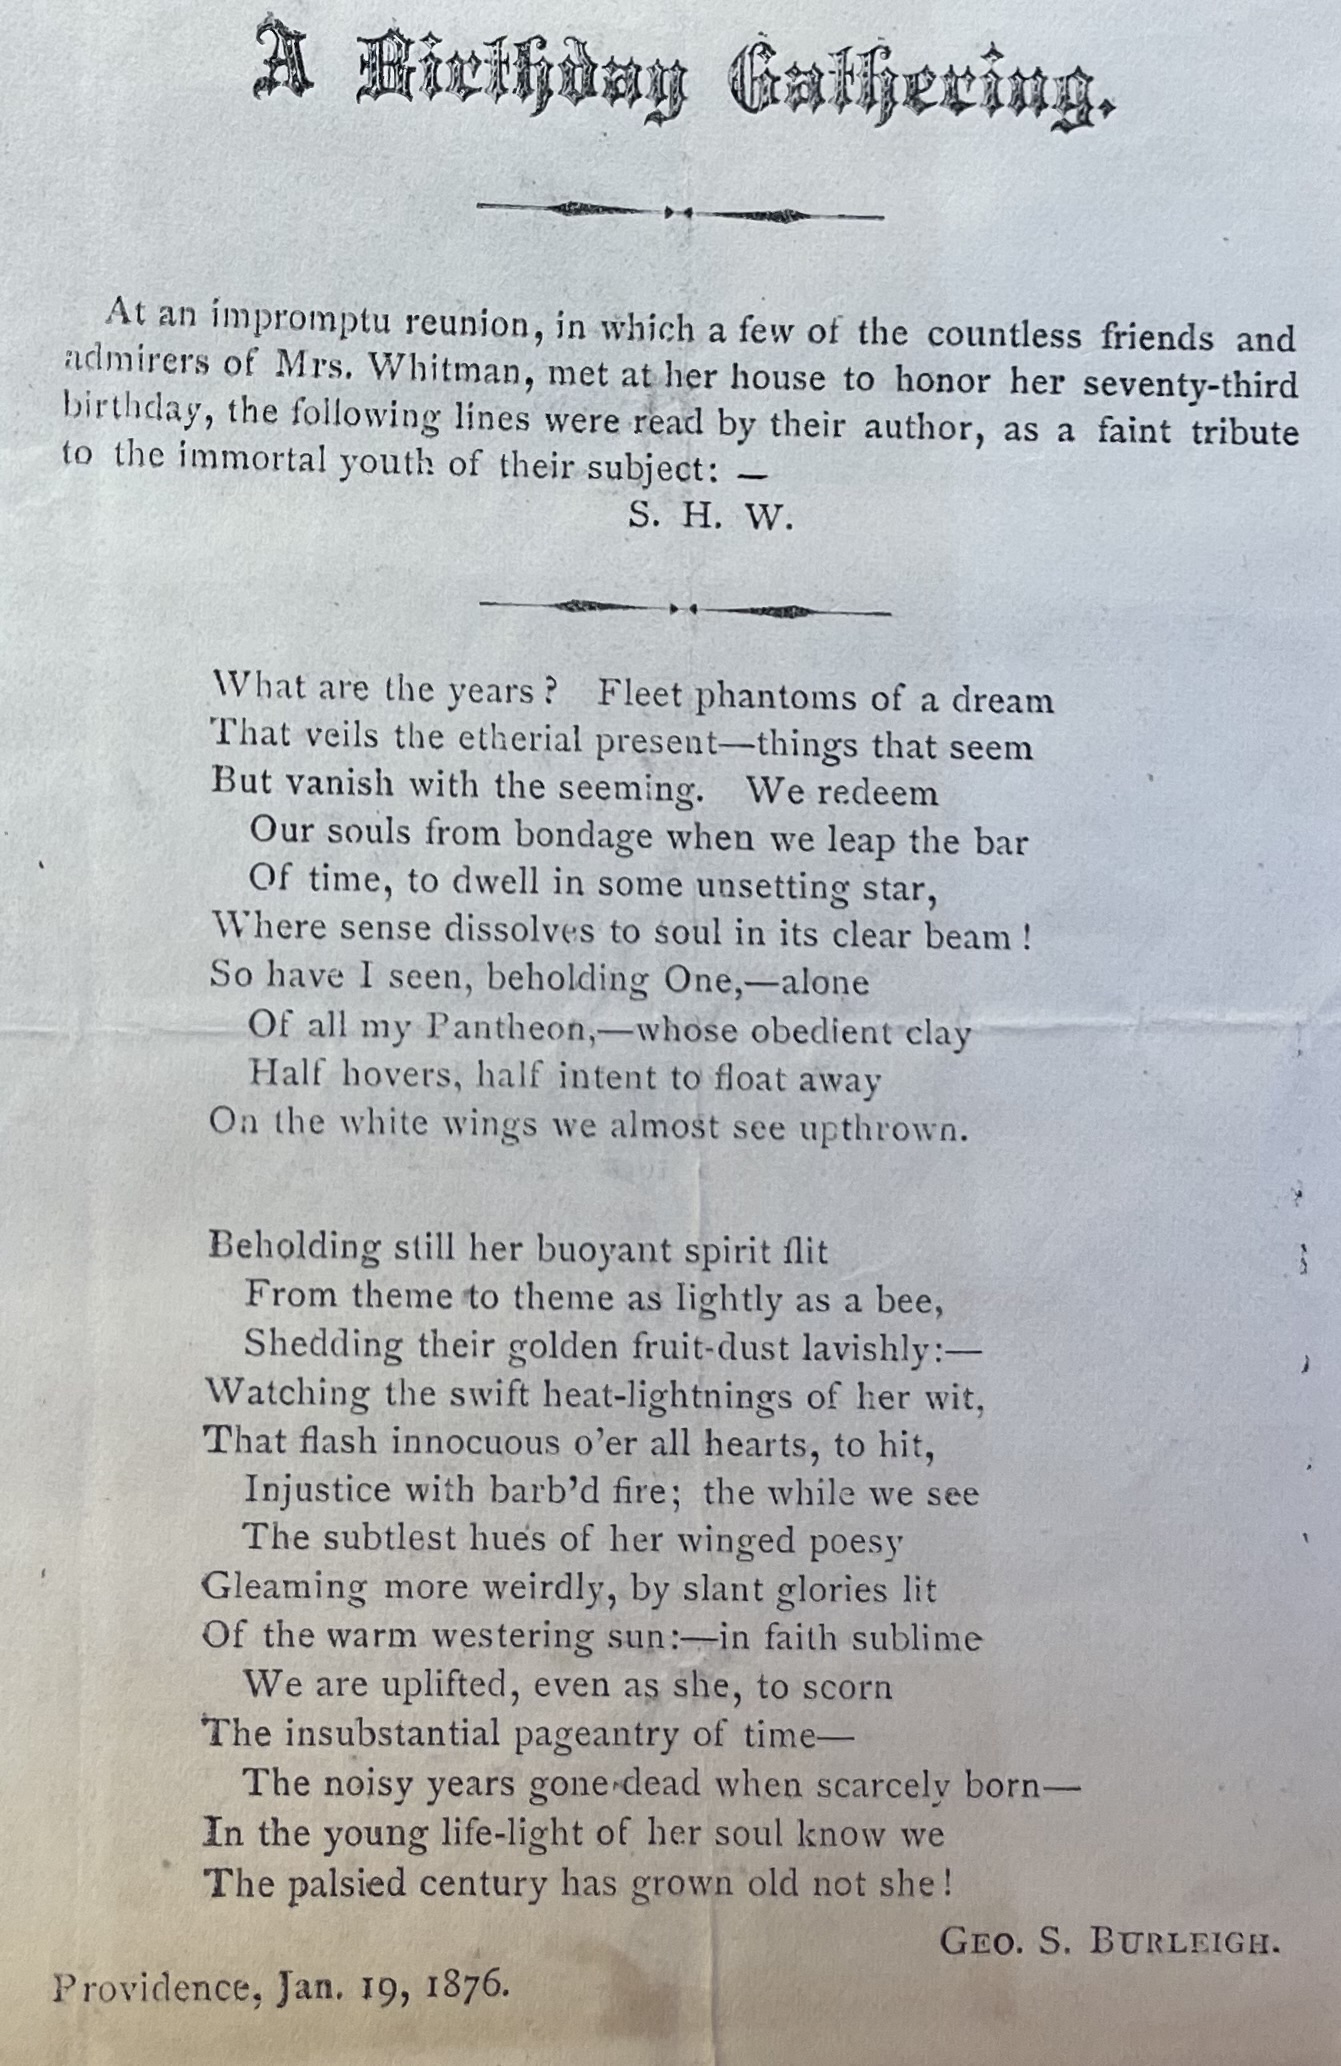 A Birthday Gathering.
At an impromptu reunion, in which a few of the countless friends and
admirers of Mrs. Whitman, met at her house to honor her seventy-third
birthday, the following lines were read by their author, as a faint tribute
to the immortal youth of their subject: —
S. H. W.
What are the years? Fleet phantoms of a dream
That veils the etherial present—things that seem
But vanish with the seeming. We redeem
Our souls from bondage when we leap the bar
Of time, to dwell in some unsetting star,
Where sense dissolves to soul in its clear beam!
So have I seen, beholding One,—alone
Of all my Pantheon,—whose obedient clay
Half hovers, half intent to float away
On the white wings we almost see upthrown.
Beholding still her buoyant spirit flit
From theme to theme as lightly as a bee,
Shedding their golden fruit-dust lavishly:—
Watching the swift heat-lightnings of her wit,
That flash innocuous o'er all hearts, to hit,
Injustice with barb'd fire; the while we see
The subtlest hues of her winged poesy
Gleaming more weirdly, by slant glories lit
Of the warm westering sun:—in faith sublime
We are uplifted, even as she, to scorn
The insubstantial pageantry of time—
The noisy years gone dead when scarcely born—
In the young life-light of her soul know we
The palsied century has grown old not she!
GEO. S. BURLEIGH.
Providence, Jan. 19, 1876.